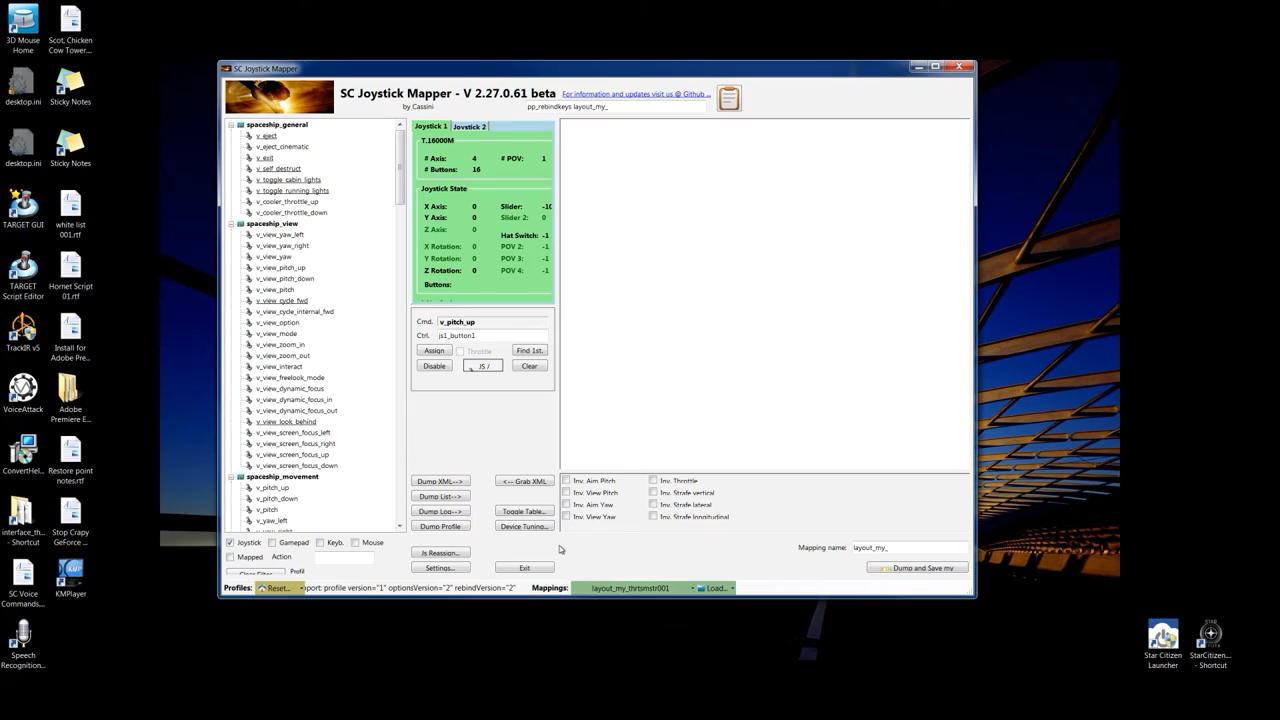 3D Mouse Home
Scot, Chicken Cow Tower...
desktop.ini
Sticky Notes
desktop.ini
Sticky Notes
TARGET GUI
white list 001.rtf
TARGET Script Editor
Hornet Script 01.rtf
TrackIR v5
Install for Adobe Pre...
VoiceAttack
Adobe Premiere E...
ConvertHel...
Restore point notes.rtf
interface_th... - Shortcut
Stop Crazy GeForce ...
SC Voice Commands...
KMPlayer
Speech Recognition...
Star Citizen Launcher
StarCitizen... - Shortcut
SC Joystick Mapper
SC Joystick Mapper - V 2.27.0.61 beta
by Cassini
For information and updates visit us @ Github ...
pp_rebindkeys layout_my_
spaceship_general
v_eject
v_eject_cinematic
v_exit
v_self_destruct
v_toggle_cabin_lights
v_toggle_running_lights
v_cooler_throttle_up
v_cooler_throttle_down
spaceship_view
v_view_yaw_left
v_view_yaw_right
v_view_yaw
v_view_pitch_up
v_view_pitch_down
v_view_pitch
v_view_cycle_fwd
v_view_cycle_internal_fwd
v_view_option
v_view_mode
v_view_zoom_in
v_view_zoom_out
v_view_interact
v_view_freelook_mode
v_view_dynamic_focus
v_view_dynamic_focus_in
v_view_dynamic_focus_out
v_view_look_behind
v_view_screen_focus_left
v_view_screen_focus_right
v_view_screen_focus_up
v_view_screen_focus_down
spaceship_movement
v_pitch_up
v_pitch_down
v_pitch
v_yaw_left
v_yaw_right
Joystick 1 Joystick 2
T.16000M
# Axis: 4 # POV: 1
# Buttons: 16
Joystick State
X Axis: 0 Slider: -10
Y Axis: 0 Slider 2: 0
Z Axis: 0
Hat Switch: -1
X Rotation: 0 POV 2: -1
Y Rotation: 0 POV 3: -1
Z Rotation: 0 POV 4: -1
Buttons:
Cmd. v_pitch_up
Ctrl. js1_button1
Assign Throttle Find 1st.
Disable JS / Clear
Dump XML--> <-- Grab XML
Dump List-->
Dump Log--> Toggle Table...
Dump Profile Device Tuning...
Js Reassign...
Settings... Exit
Inv. Aim Pitch Inv. Throttle
Inv. View Pitch Inv. Strafe vertical
Inv. Aim Yaw Inv. Strafe lateral
Inv. View Yaw Inv. Strafe longitudinal
Mapping name: layout_my_
Dump and Save my
Joystick Gamepad Keyb. Mouse
Mapped Action
Clear Filter Profil
Profiles: Reset... port: profile version="1" optionsVersion="2" rebindVersion="2" Mappings: layout_my_thrtsmstr001 Load...